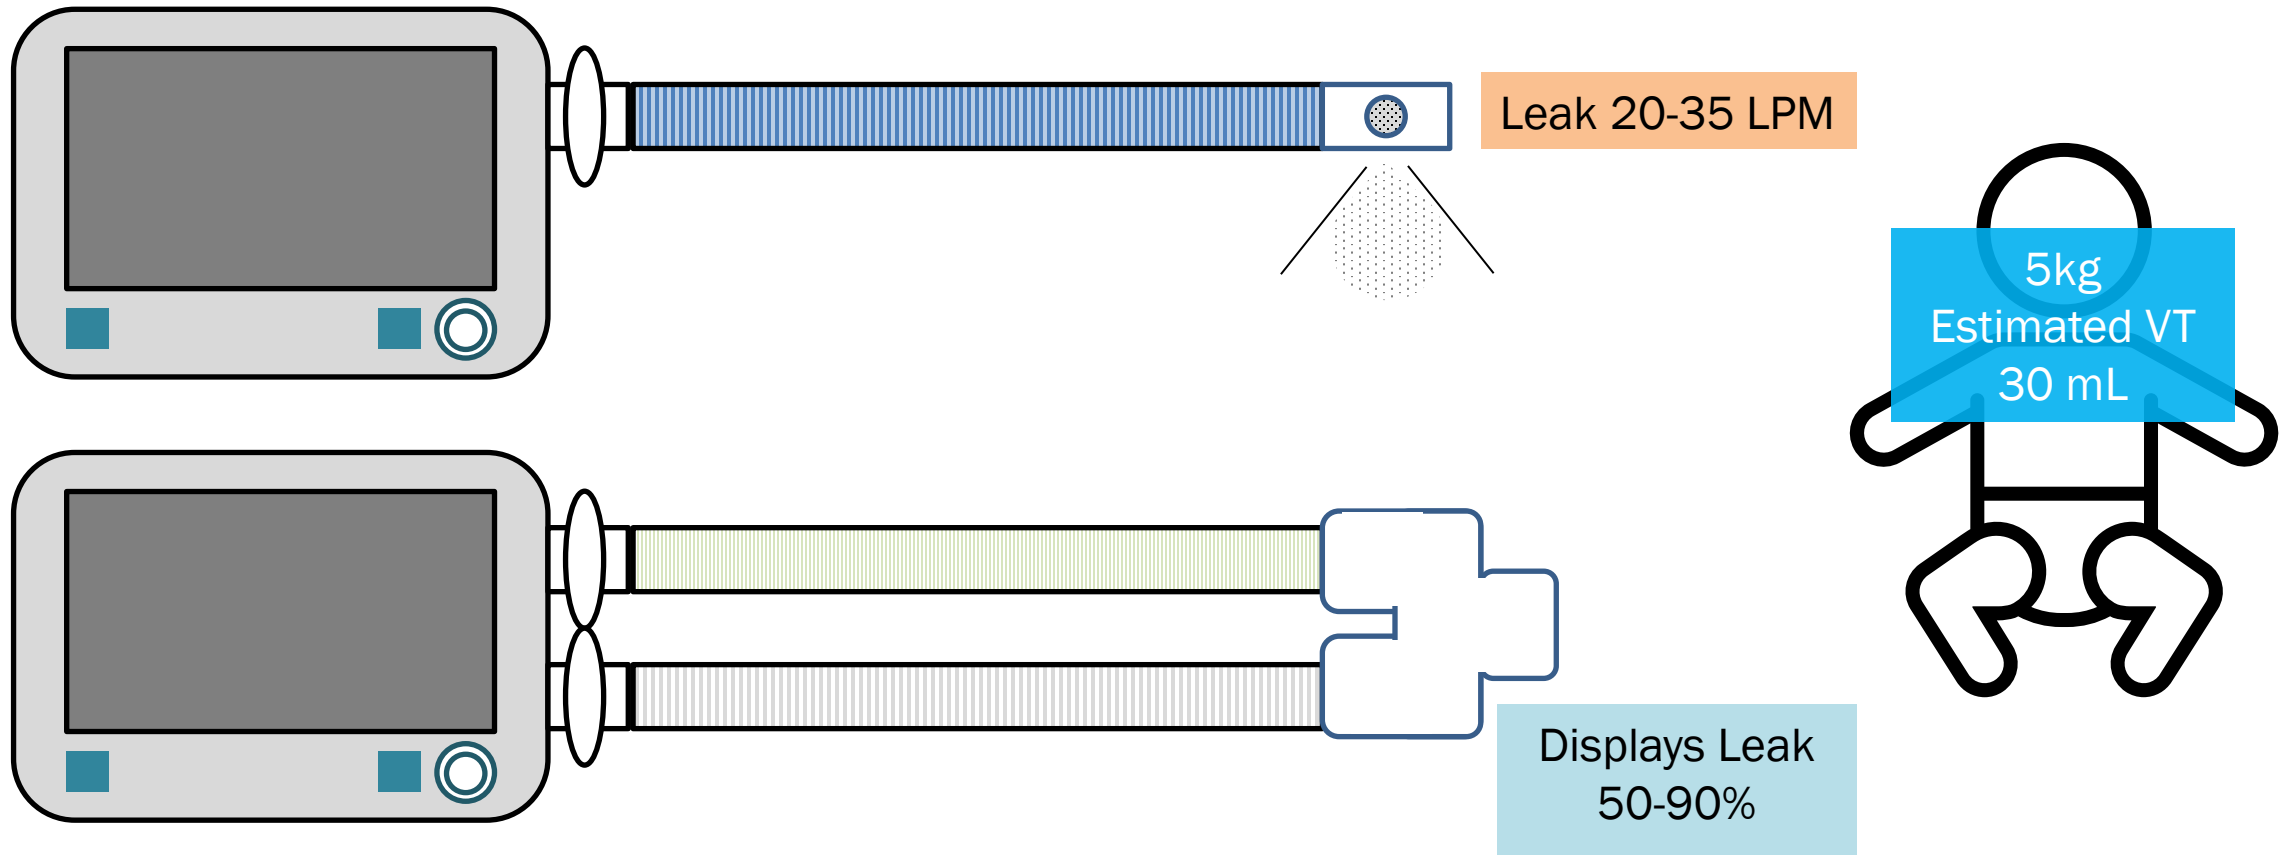 Leak 20-35 LPM
5kg
Estimated VT
30 mL
Displays Leak
50-90%